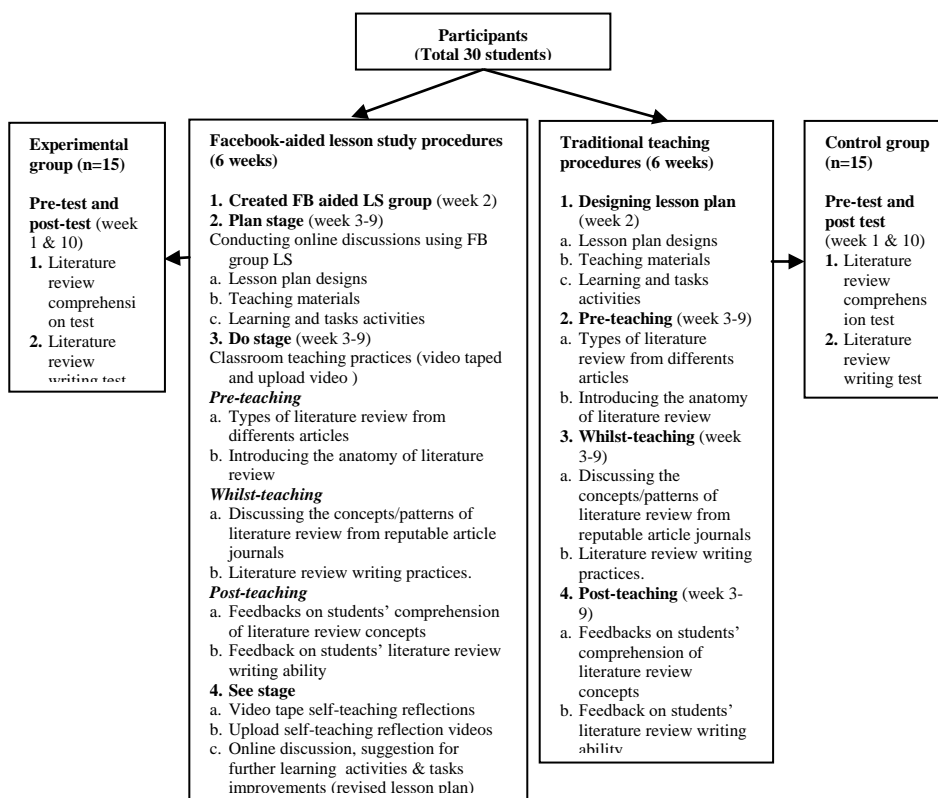 Participants
(Total 30 students)
Experimental
group (n=15)
Pre-test and
post-test (week
1 & 10)
1. Literature
review
comprehensi
on test
2. Literature
review
writing test
Facebook-aided lesson study procedures
(6 weeks)
1. Created FB aided LS group (week 2)
2. Plan stage (week 3-9)
Conducting online discussions using FB
group LS
a. Lesson plan designs
b. Teaching materials
c. Learning and tasks activities
3. Do stage (week 3-9)
Classroom teaching practices (video taped
and upload video )
Pre-teaching
a. Types of literature review from
differents articles
b. Introducing the anatomy of literature
review
Whilst-teaching
a. Discussing the concepts/patterns of
literature review from reputable article
journals
b. Literature review writing practices.
Post-teaching
a. Feedbacks on students’ comprehension
of literature review concepts
b. Feedback on students’ literature review
writing ability
4. See stage
a. Video tape self-teaching reflections
b. Upload self-teaching reflection videos
c. Online discussion, suggestion for
further learning activities & tasks
improvements (revised lesson plan)
Traditional teaching
procedures (6 weeks)
1. Designing lesson plan
(week 2)
a. Lesson plan designs
b. Teaching materials
c. Learning and tasks
activities
2. Pre-teaching (week 3-9)
a. Types of literature
review from differents
articles
b. Introducing the anatomy
of literature review
3. Whilst-teaching (week
3-9)
a. Discussing the
concepts/patterns of
literature review from
reputable article journals
b. Literature review writing
practices.
4. Post-teaching (week 3-
9)
a. Feedbacks on students’
comprehension of
literature review
concepts
b. Feedback on students’
literature review writing
ability
Control group
(n=15)
Pre-test and
post test
(week 1 & 10)
1. Literature
review
comprehens
ion test
2. Literature
review
writing test